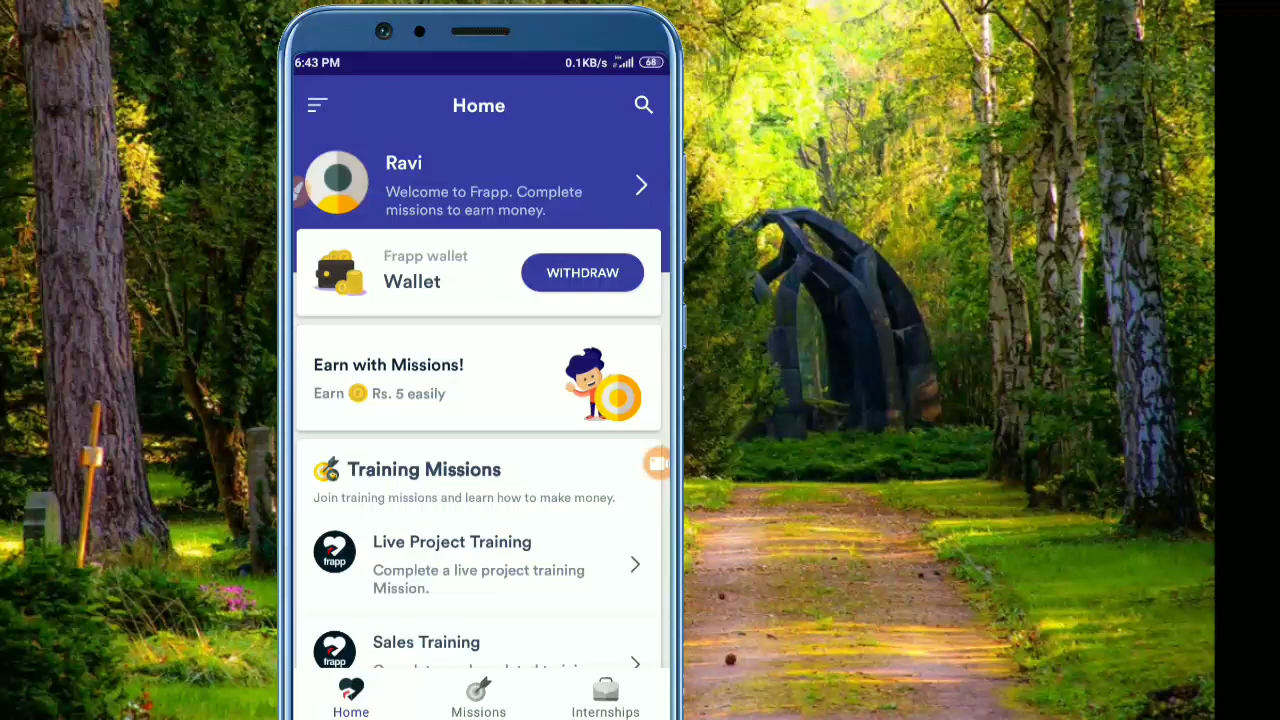 6:43 PM
0.1KB/s
68
Home
Ravi
Welcome to Frapp. Complete
missions to earn money.
Frapp wallet
Wallet
WITHDRAW
Earn with Missions!
Earn Rs. 5 easily
Training Missions
Join training missions and learn how to make money.
frapp
Live Project Training
Complete a live project training
Mission.
frapp
Sales Training
Home
Missions
Internships